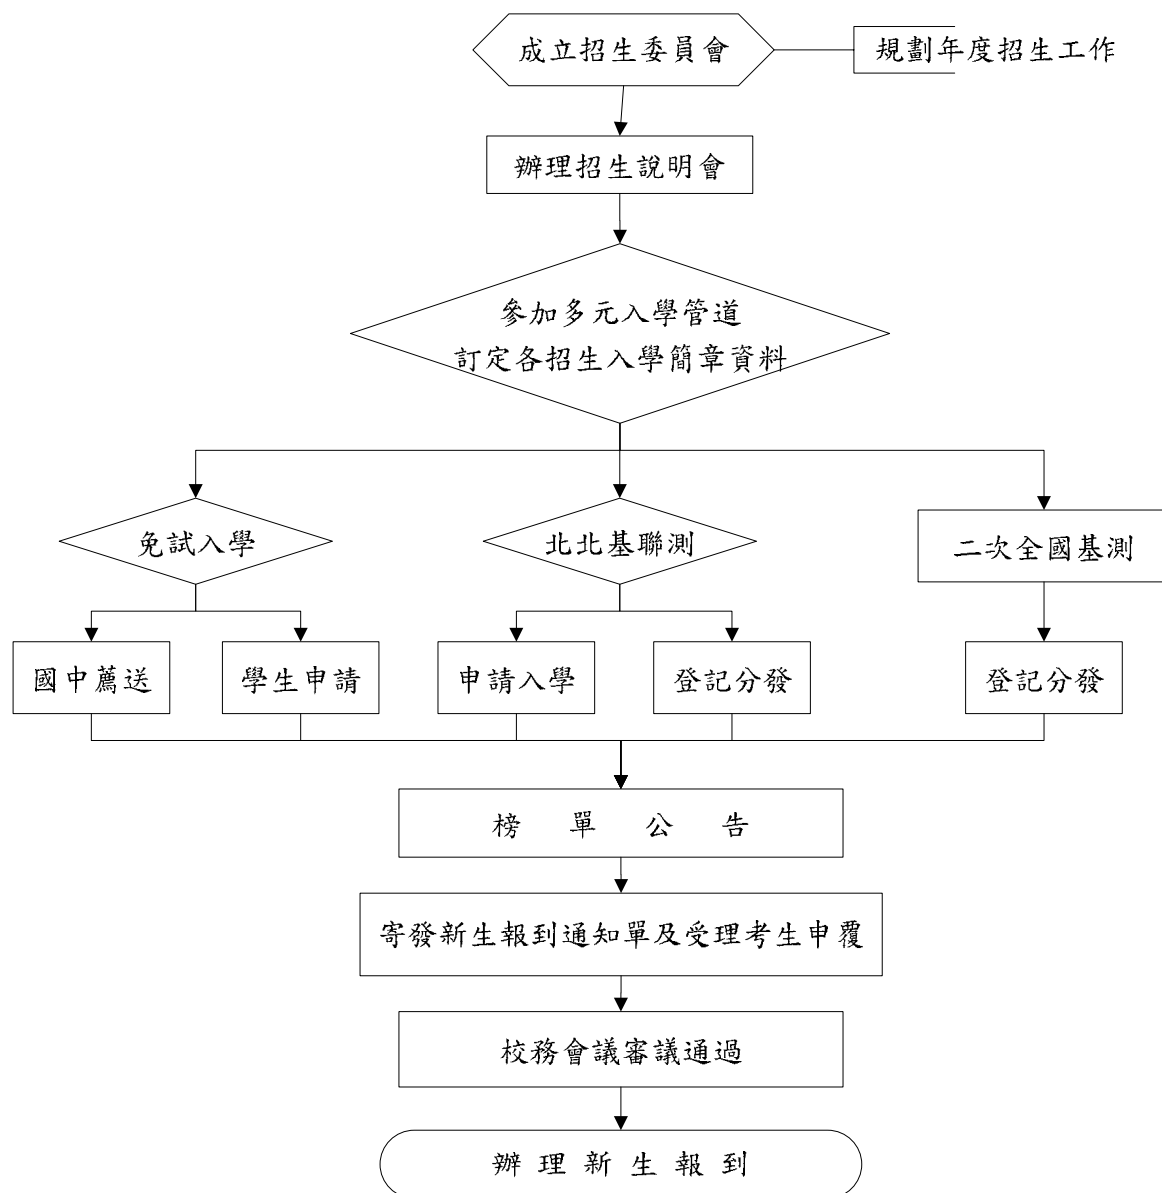 成立招生委員會
規劃年度招生工作
辦理招生說明會
參加多元入學管道
訂定各招生入學簡章資料
免試入學
北北基聯測
二次全國基測
國中薦送
學生申請
申請入學
登記分發
登記分發
榜單公告
寄發新生報到通知單及受理考生申覆
校務會議審議通過
辦理新生報到